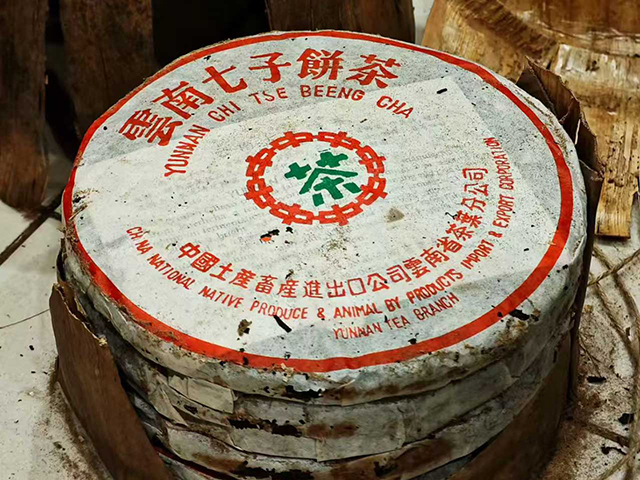 雲南七子餅茶
YUNNAN CHI TSE BEENG CHA
茶
中國土產畜產進出口公司雲南省茶葉分公司
CHINA NATIONAL NATIVE PRODUCE & ANIMAL BY PRODUCTS IMPORT & EXPORT CORPORATION
YUNNAN TEA BRANCH